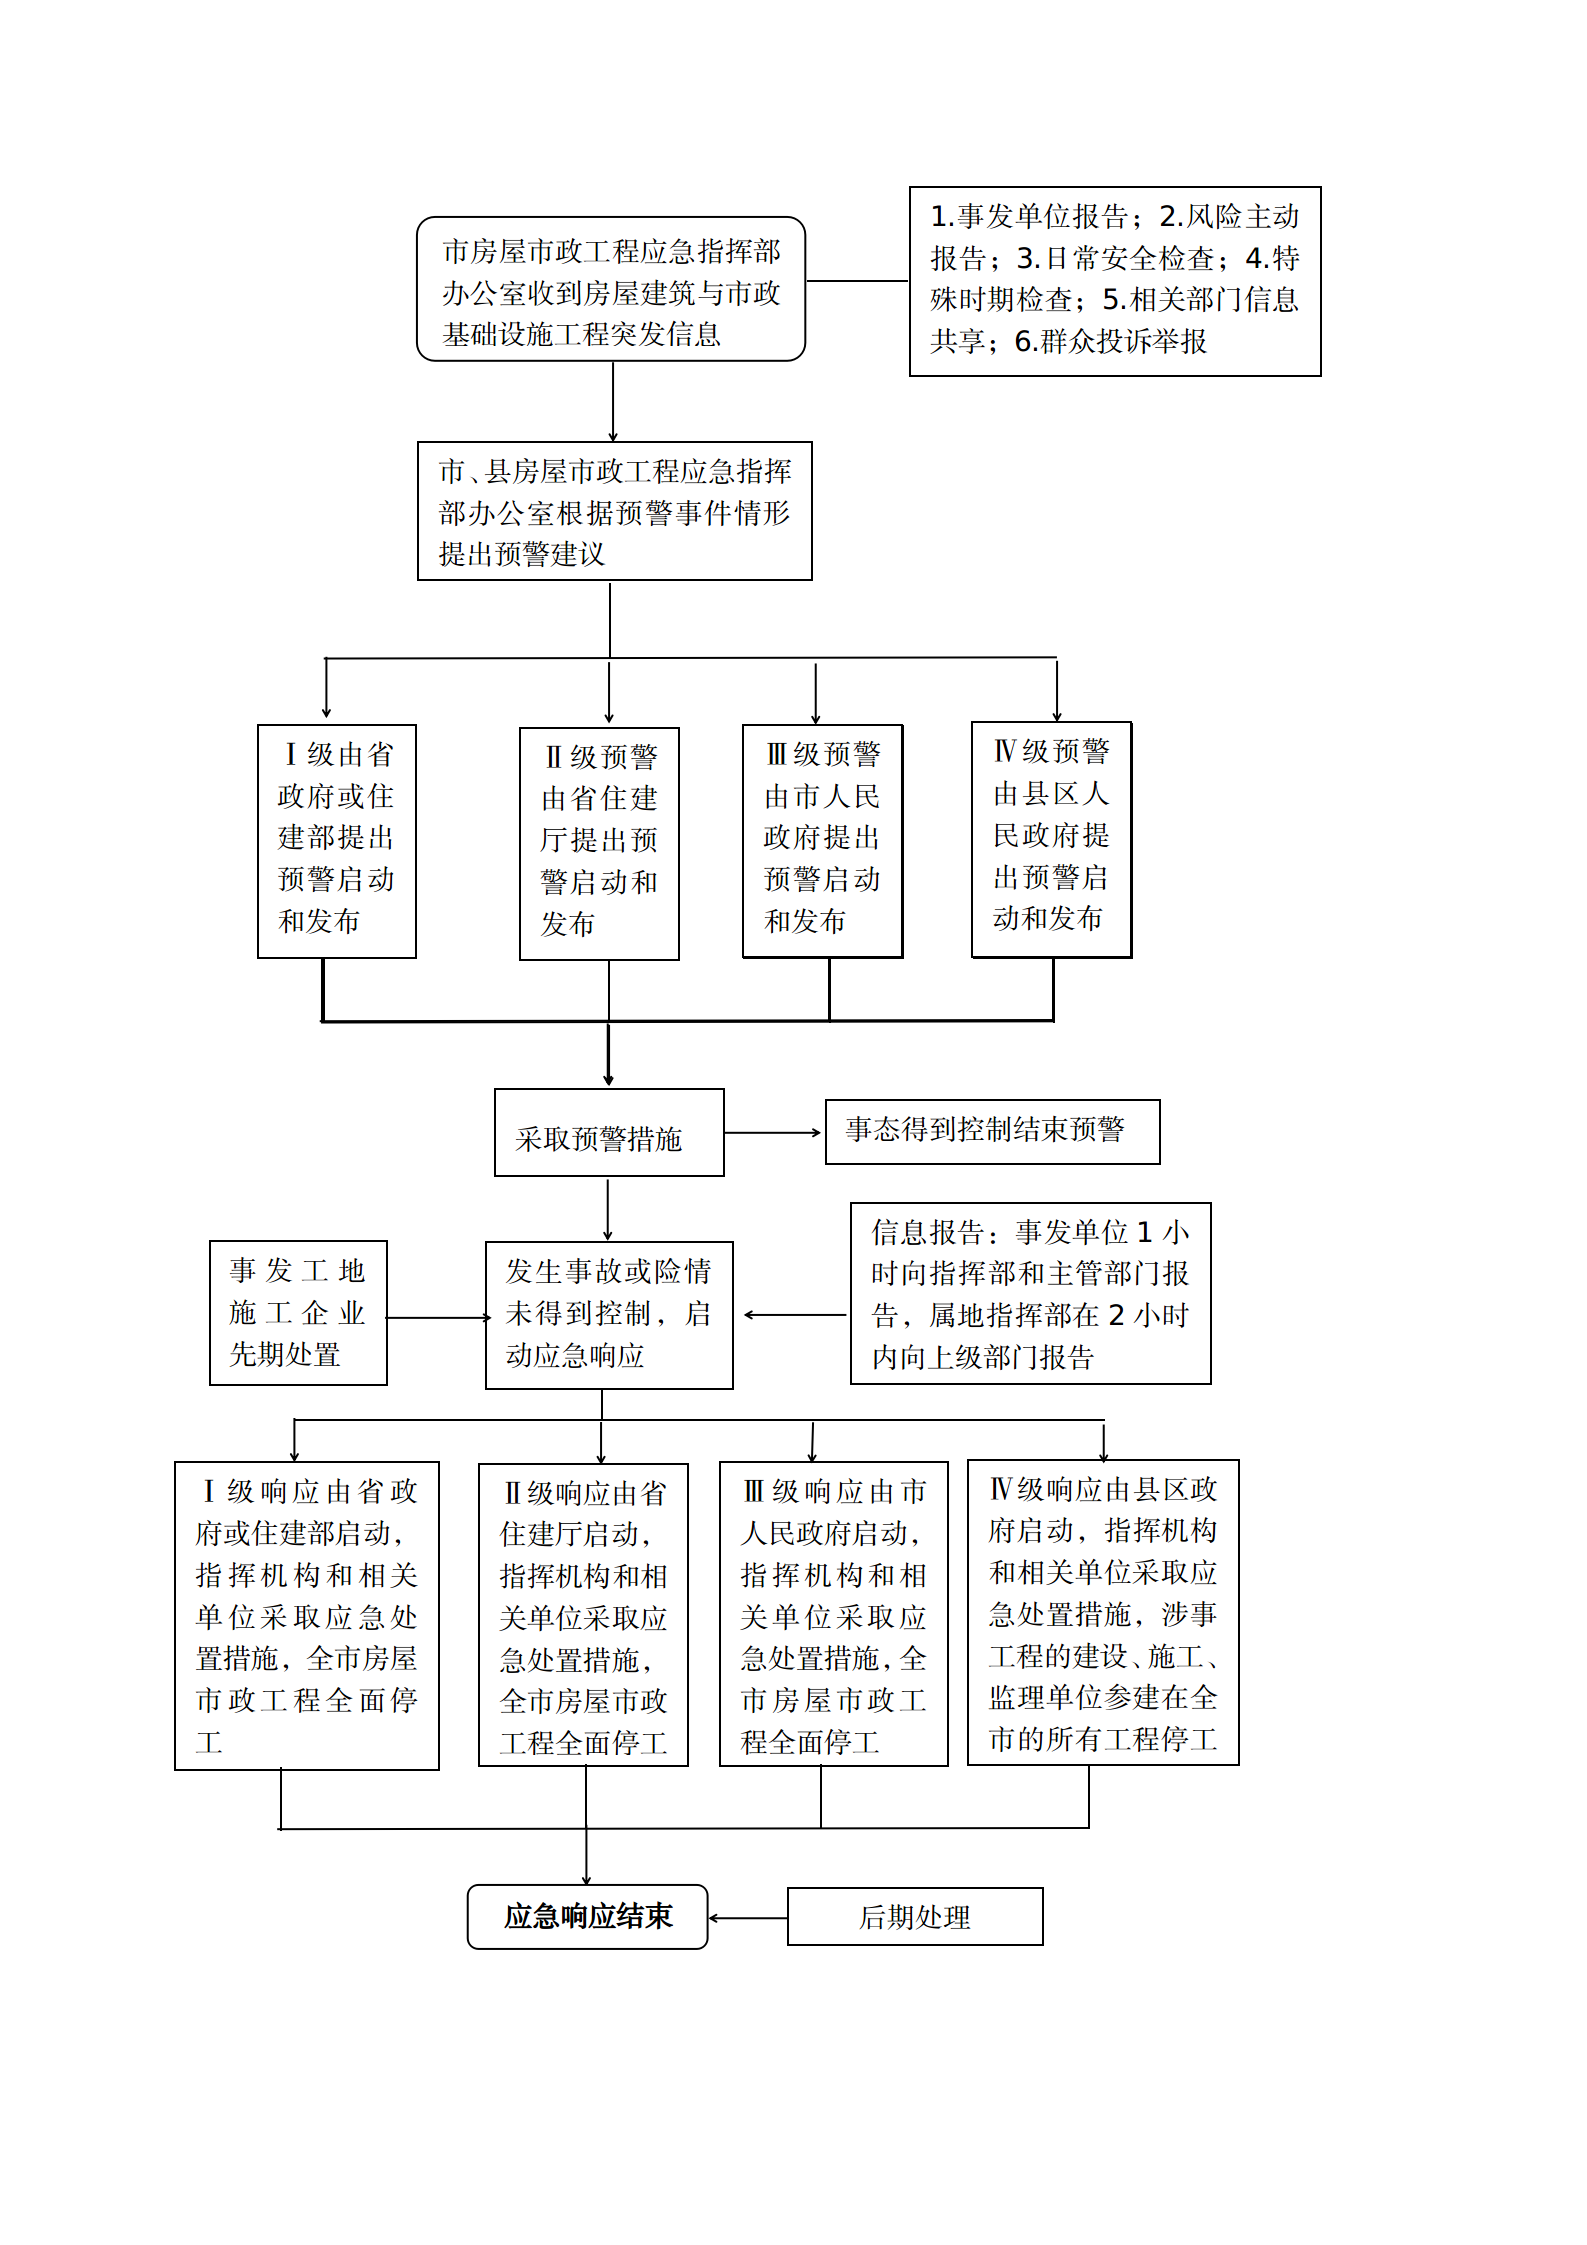 市房屋市政工程应急指挥部
办公室收到房屋建筑与市政
基础设施工程突发信息
1.事发单位报告；2.风险主动
报告；3.日常安全检查；4.特
殊时期检查；5.相关部门信息
共享；6.群众投诉举报
市、县房屋市政工程应急指挥
部办公室根据预警事件情形
提出预警建议
Ⅰ级由省
政府或住
建部提出
预警启动
和发布
Ⅱ级预警
由省住建
厅提出预
警启动和
发布
Ⅲ级预警
由市人民
政府提出
预警启动
和发布
Ⅳ级预警
由县区人
民政府提
出预警启
动和发布
采取预警措施
事态得到控制结束预警
事发工地
施工企业
先期处置
发生事故或险情
未得到控制，启
动应急响应
信息报告：事发单位 1 小
时向指挥部和主管部门报
告，属地指挥部在 2 小时
内向上级部门报告
Ⅰ级响应由省政
府或住建部启动，
指挥机构和相关
单位采取应急处
置措施，全市房屋
市政工程全面停
工
Ⅱ级响应由省
住建厅启动，
指挥机构和相
关单位采取应
急处置措施，
全市房屋市政
工程全面停工
Ⅲ级响应由市
人民政府启动，
指挥机构和相
关单位采取应
急处置措施，全
市房屋市政工
程全面停工
Ⅳ级响应由县区政
府启动，指挥机构
和相关单位采取应
急处置措施，涉事
工程的建设、施工、
监理单位参建在全
市的所有工程停工
应急响应结束
后期处理